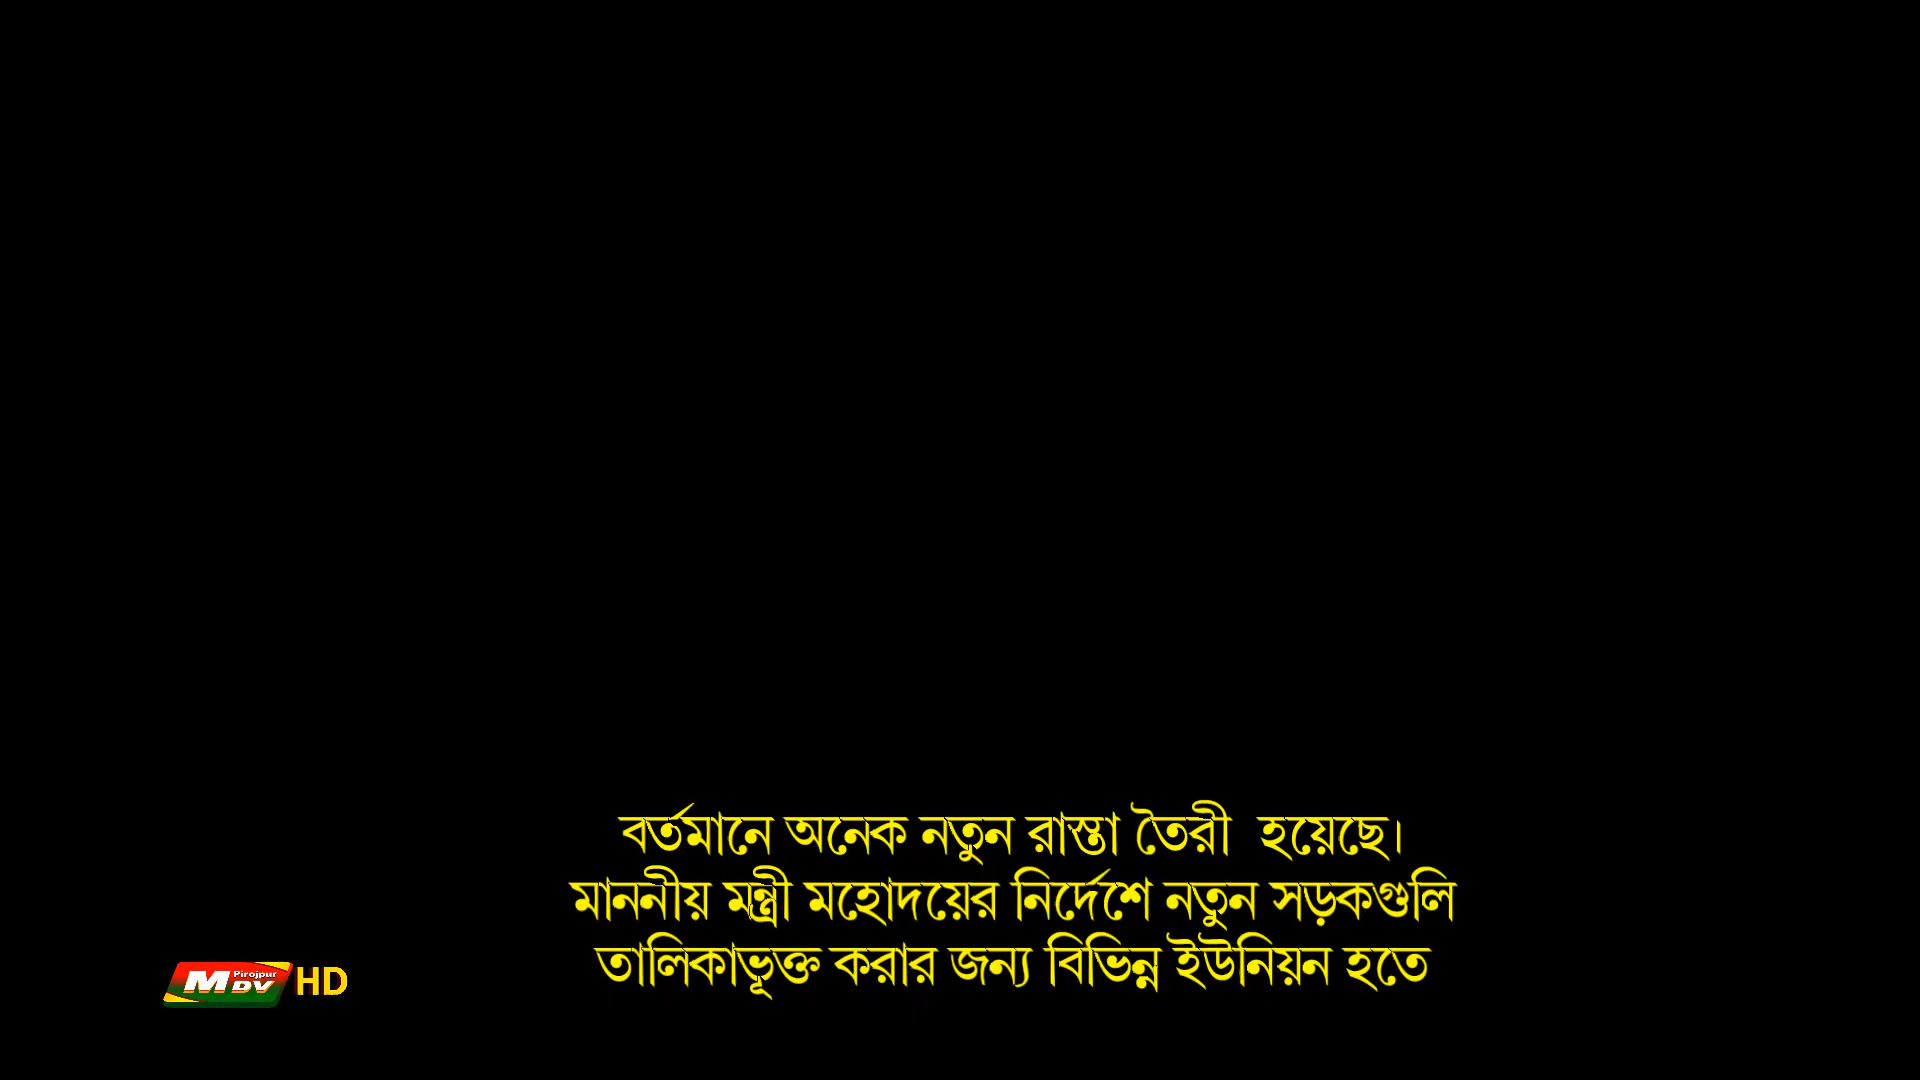 বর্তমানে অনেক নতুন রাস্তা তৈরী  হয়েছে।
মাননীয় মন্ত্রী মহোদয়ের নির্দেশে নতুন সড়কগুলি
তালিকাভূক্ত করার জন্য বিভিন্ন ইউনিয়ন হতে
Pirojpur
MDV HD